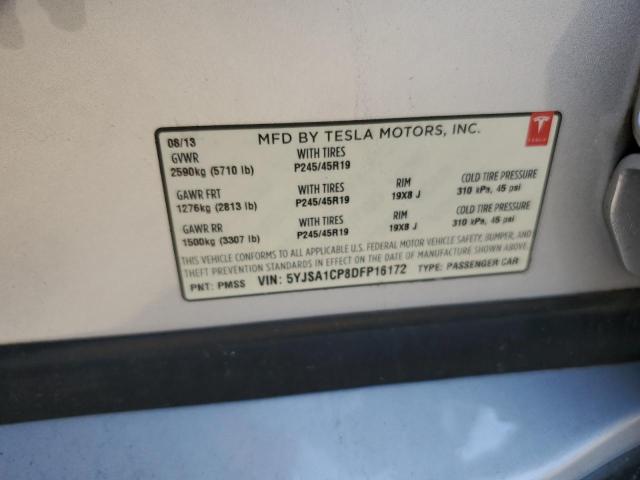 08/13
MFD BY TESLA MOTORS, INC.
TESLA
GVWR
2590kg (5710 lb)
WITH TIRES
P245/45R19
GAWR FRT
1276kg (2813 lb)
WITH TIRES
P245/45R19
RIM
19X8 J
COLD TIRE PRESSURE
310 kPa, 45 psi
GAWR RR
1500kg (3307 lb)
WITH TIRES
P245/45R19
RIM
19X8 J
COLD TIRE PRESSURE
310 kPa, 45 psi
THIS VEHICLE CONFORMS TO ALL APPLICABLE U.S. FEDERAL MOTOR VEHICLE SAFETY, BUMPER, AND
THEFT PREVENTION STANDARDS IN EFFECT ON THE DATE OF MANUFACTURE SHOWN ABOVE.
PNT: PMSS VIN: 5YJSA1CP8DFP16172 TYPE: PASSENGER CAR